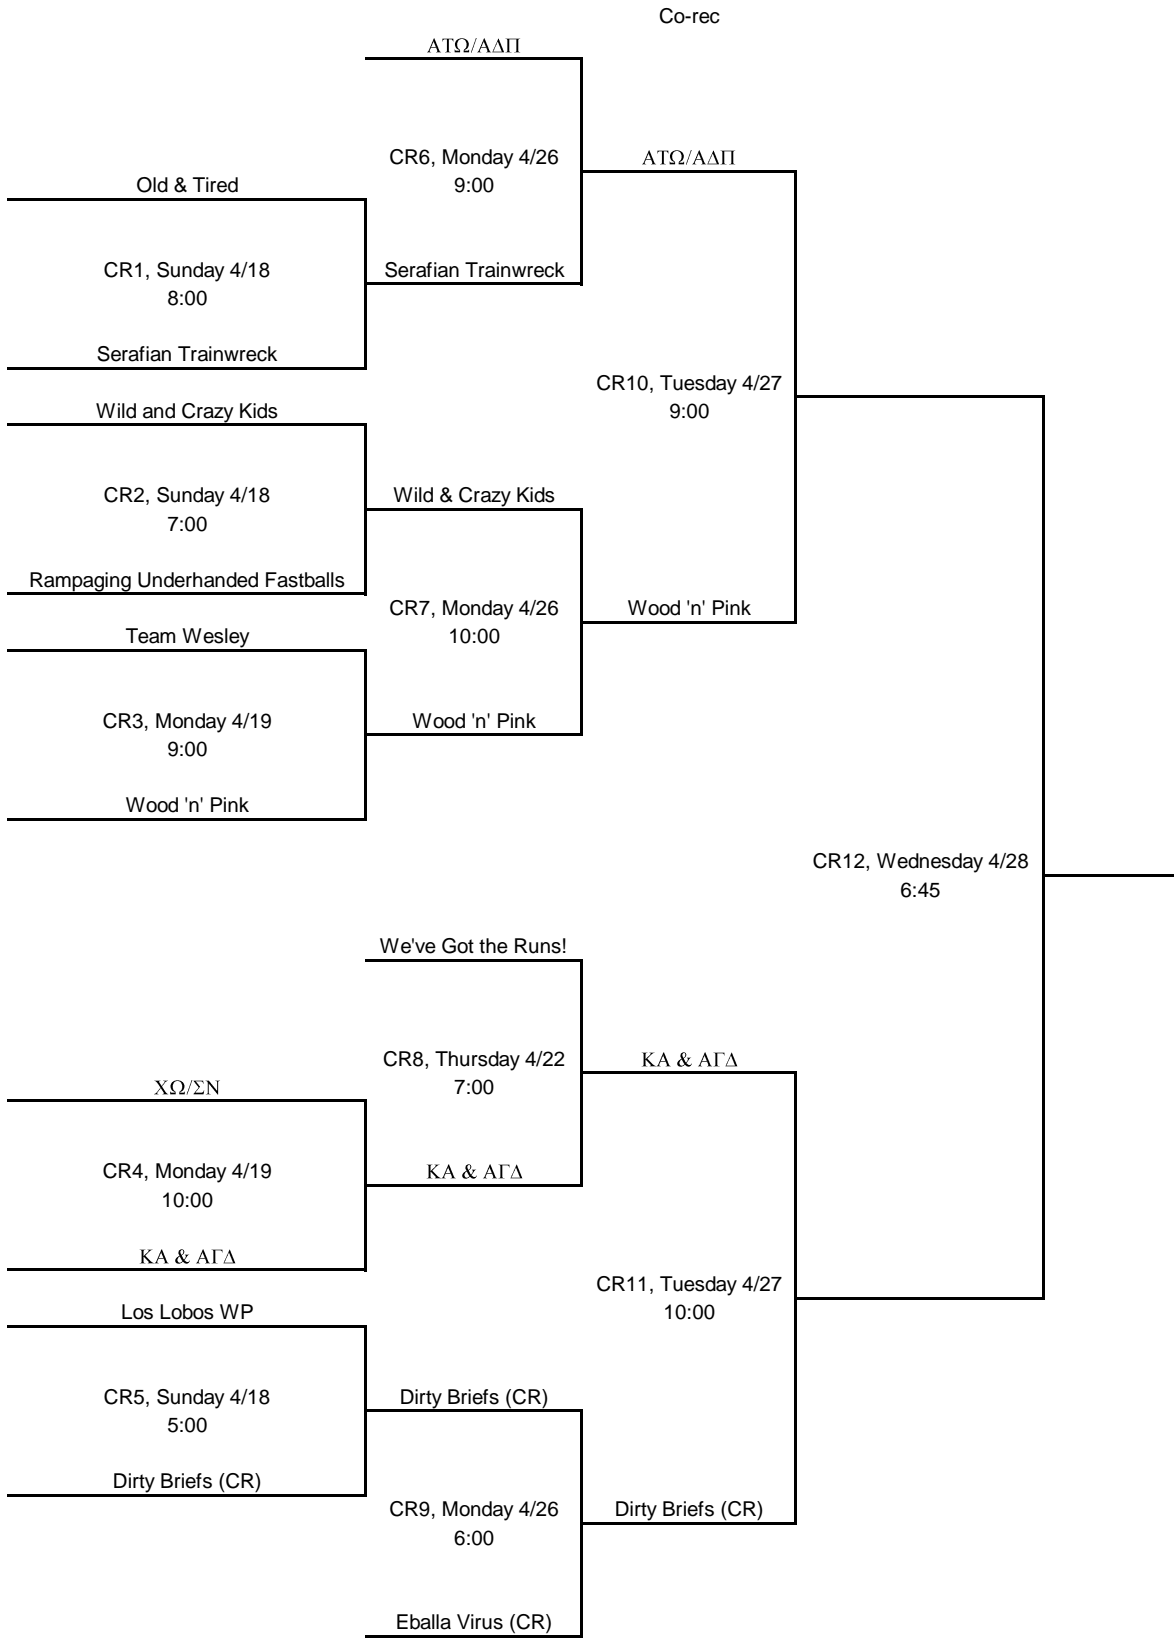 Co-rec
ΑΤΩ/ΑΔΠ
CR6, Monday 4/26
9:00
ΑΤΩ/ΑΔΠ
Old & Tired
CR1, Sunday 4/18
8:00
Serafian Trainwreck
Serafian Trainwreck
CR10, Tuesday 4/27
9:00
Wild and Crazy Kids
CR2, Sunday 4/18
7:00
Wild & Crazy Kids
Rampaging Underhanded Fastballs
CR7, Monday 4/26
10:00
Wood 'n' Pink
Team Wesley
CR3, Monday 4/19
9:00
Wood 'n' Pink
Wood 'n' Pink
CR12, Wednesday 4/28
6:45
We've Got the Runs!
CR8, Thursday 4/22
7:00
ΚΑ & ΑΓΔ
ΧΩ/ΣΝ
CR4, Monday 4/19
10:00
ΚΑ & ΑΓΔ
ΚΑ & ΑΓΔ
CR11, Tuesday 4/27
10:00
Los Lobos WP
CR5, Sunday 4/18
5:00
Dirty Briefs (CR)
Dirty Briefs (CR)
CR9, Monday 4/26
6:00
Dirty Briefs (CR)
Eballa Virus (CR)